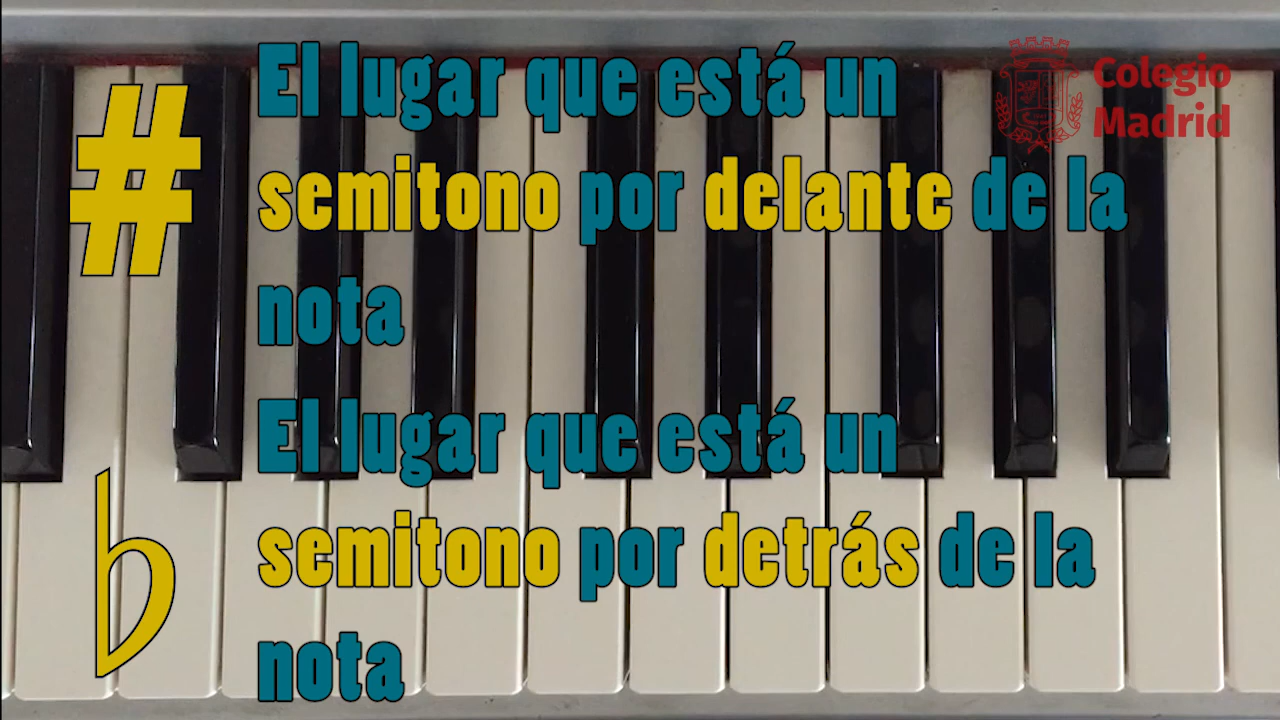 #
El lugar que está un
semitono por delante de la
nota
♭
El lugar que está un
semitono por detrás de la
nota
Colegio
Madrid